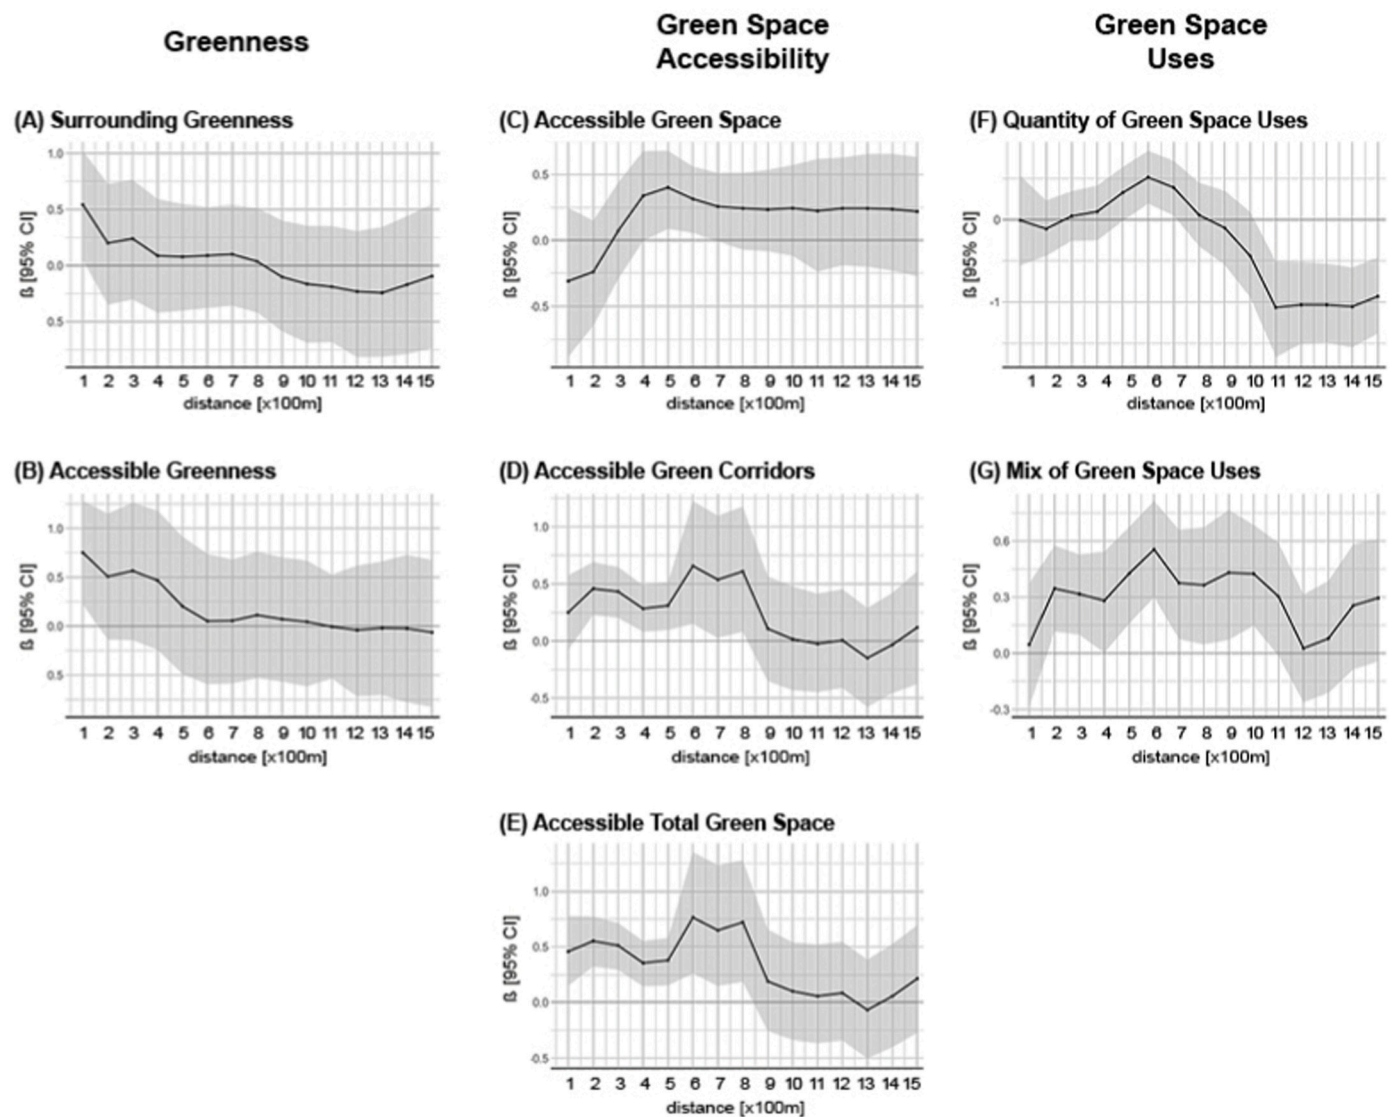 Greenness
Green Space
Accessibility
Green Space
Uses
(A) Surrounding Greenness
1.0
0.5
0.0
0.5
ß [95% CI]
1 2 3 4 5 6 7 8 9 10 11 12 13 14 15
distance [x100m]
(C) Accessible Green Space
0.5
0.0
-0.5
ß [95% CI]
1 2 3 4 5 6 7 8 9 10 11 12 13 14 15
distance [x100m]
(F) Quantity of Green Space Uses
0
-1
ß [95% CI]
1 2 3 4 5 6 7 8 9 10 11 12 13 14 15
distance [x100m]
(B) Accessible Greenness
1.0
0.5
0.0
0.5
ß [95% CI]
1 2 3 4 5 6 7 8 9 10 11 12 13 14 15
distance [x100m]
(D) Accessible Green Corridors
1.0
0.5
0.0
-0.5
ß [95% CI]
1 2 3 4 5 6 7 8 9 10 11 12 13 14 15
distance [x100m]
(G) Mix of Green Space Uses
0.6
0.3
0.0
-0.3
ß [95% CI]
1 2 3 4 5 6 7 8 9 10 11 12 13 14 15
distance [x100m]
(E) Accessible Total Green Space
1.0
0.5
0.0
-0.5
ß [95% CI]
1 2 3 4 5 6 7 8 9 10 11 12 13 14 15
distance [x100m]